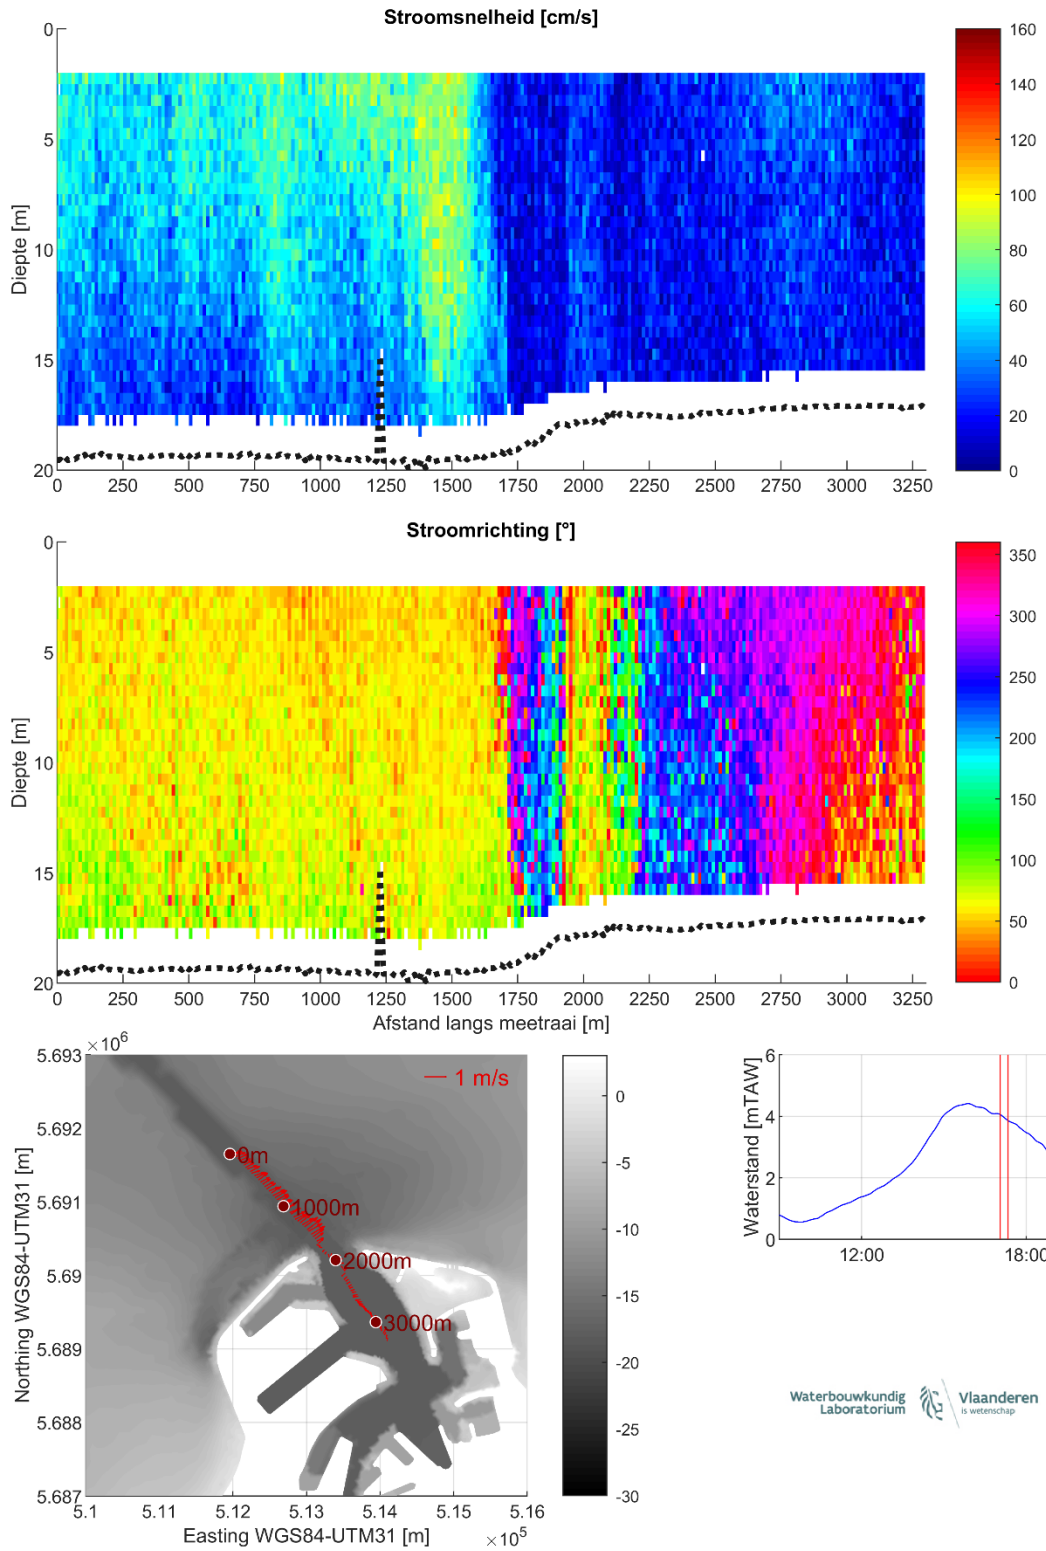 Stroomsnelheid [cm/s]
0
5
10
15
20
Diepte [m]
0 250 500 750 1000 1250 1500 1750 2000 2250 2500 2750 3000 3250
160
140
120
100
80
60
40
20
0
Stroomrichting [°]
0
5
10
15
20
Diepte [m]
0 250 500 750 1000 1250 1500 1750 2000 2250 2500 2750 3000 3250
Afstand langs meetraai [m]
350
300
250
200
150
100
50
0
×10⁶
5.693
5.692
5.691
5.69
5.689
5.688
5.687
Northing WGS84-UTM31 [m]
1 m/s
0m
1000m
2000m
3000m
5.1 5.12 5.13 5.14 5.15 5.16
Easting WGS84-UTM31 [m]
×10⁵
0
-5
-10
-15
-20
-25
-30
6
4
2
0
Waterstand [mTAW]
12:00 18:00
Waterbouwkundig
Laboratorium
Vlaanderen
is wetenschap